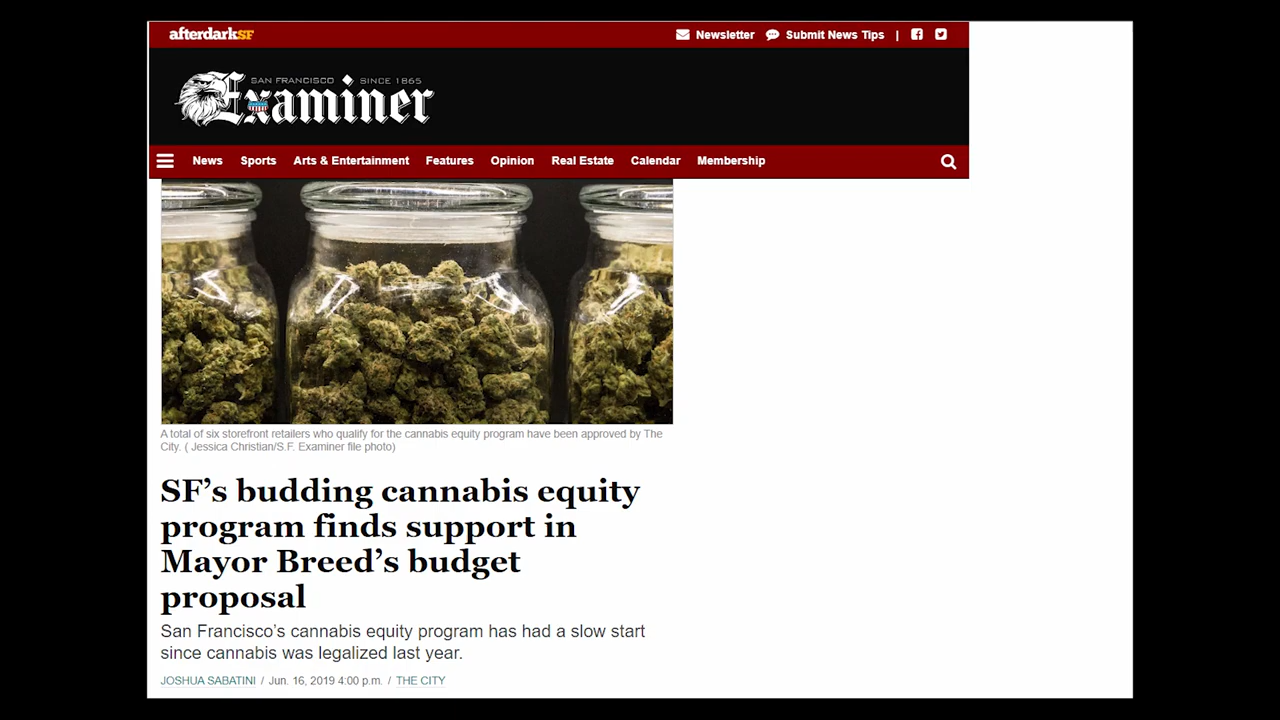 afterdarkSF
Newsletter Submit News Tips |
SAN FRANCISCO SINCE 1865
Examiner
News Sports Arts & Entertainment Features Opinion Real Estate Calendar Membership
A total of six storefront retailers who qualify for the cannabis equity program have been approved by The
City. ( Jessica Christian/S.F. Examiner file photo)
SF’s budding cannabis equity
program finds support in
Mayor Breed’s budget
proposal
San Francisco’s cannabis equity program has had a slow start
since cannabis was legalized last year.
JOSHUA SABATINI / Jun. 16, 2019 4:00 p.m. / THE CITY